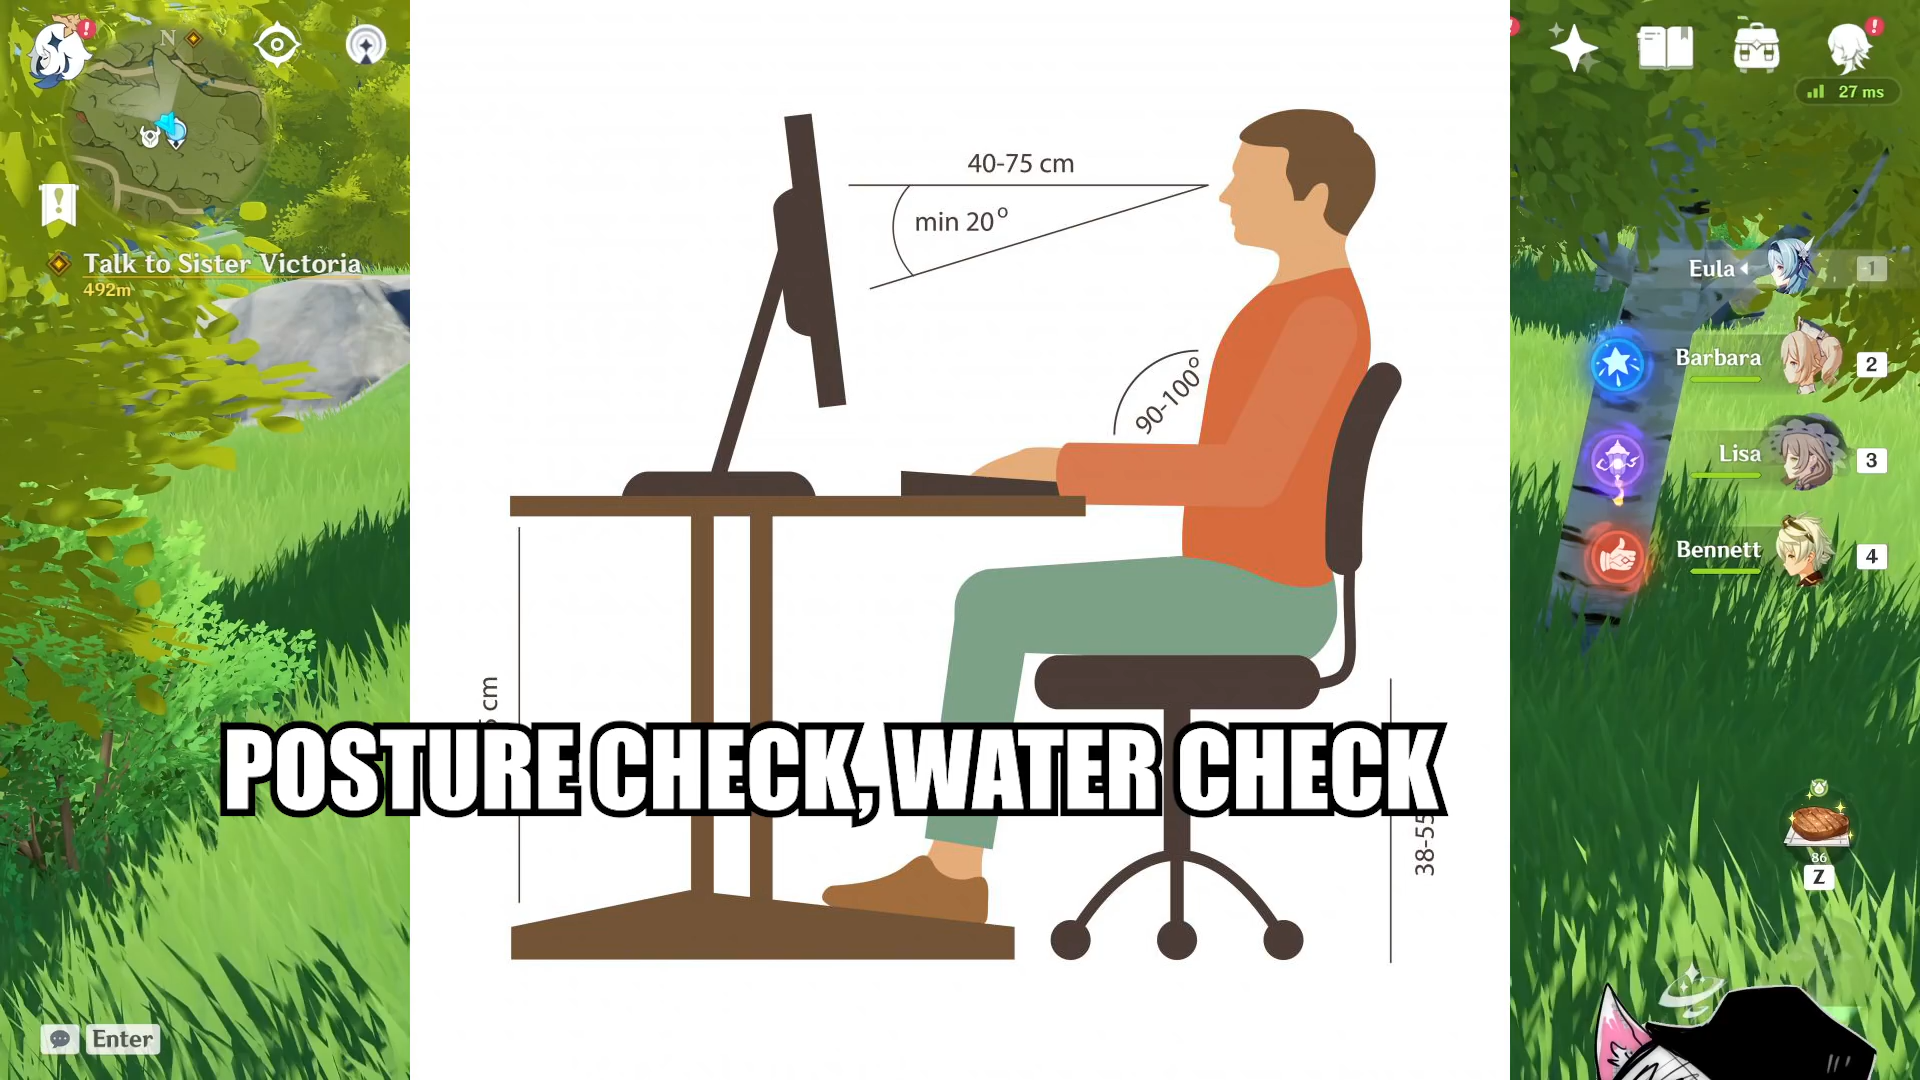 N
27 ms
40-75 cm
min 20°
Talk to Sister Victoria
492m
Eula
1
Barbara
2
90-100°
Lisa
3
Bennett
4
cm
POSTURE CHECK, WATER CHECK
38-55
86
Z
Enter